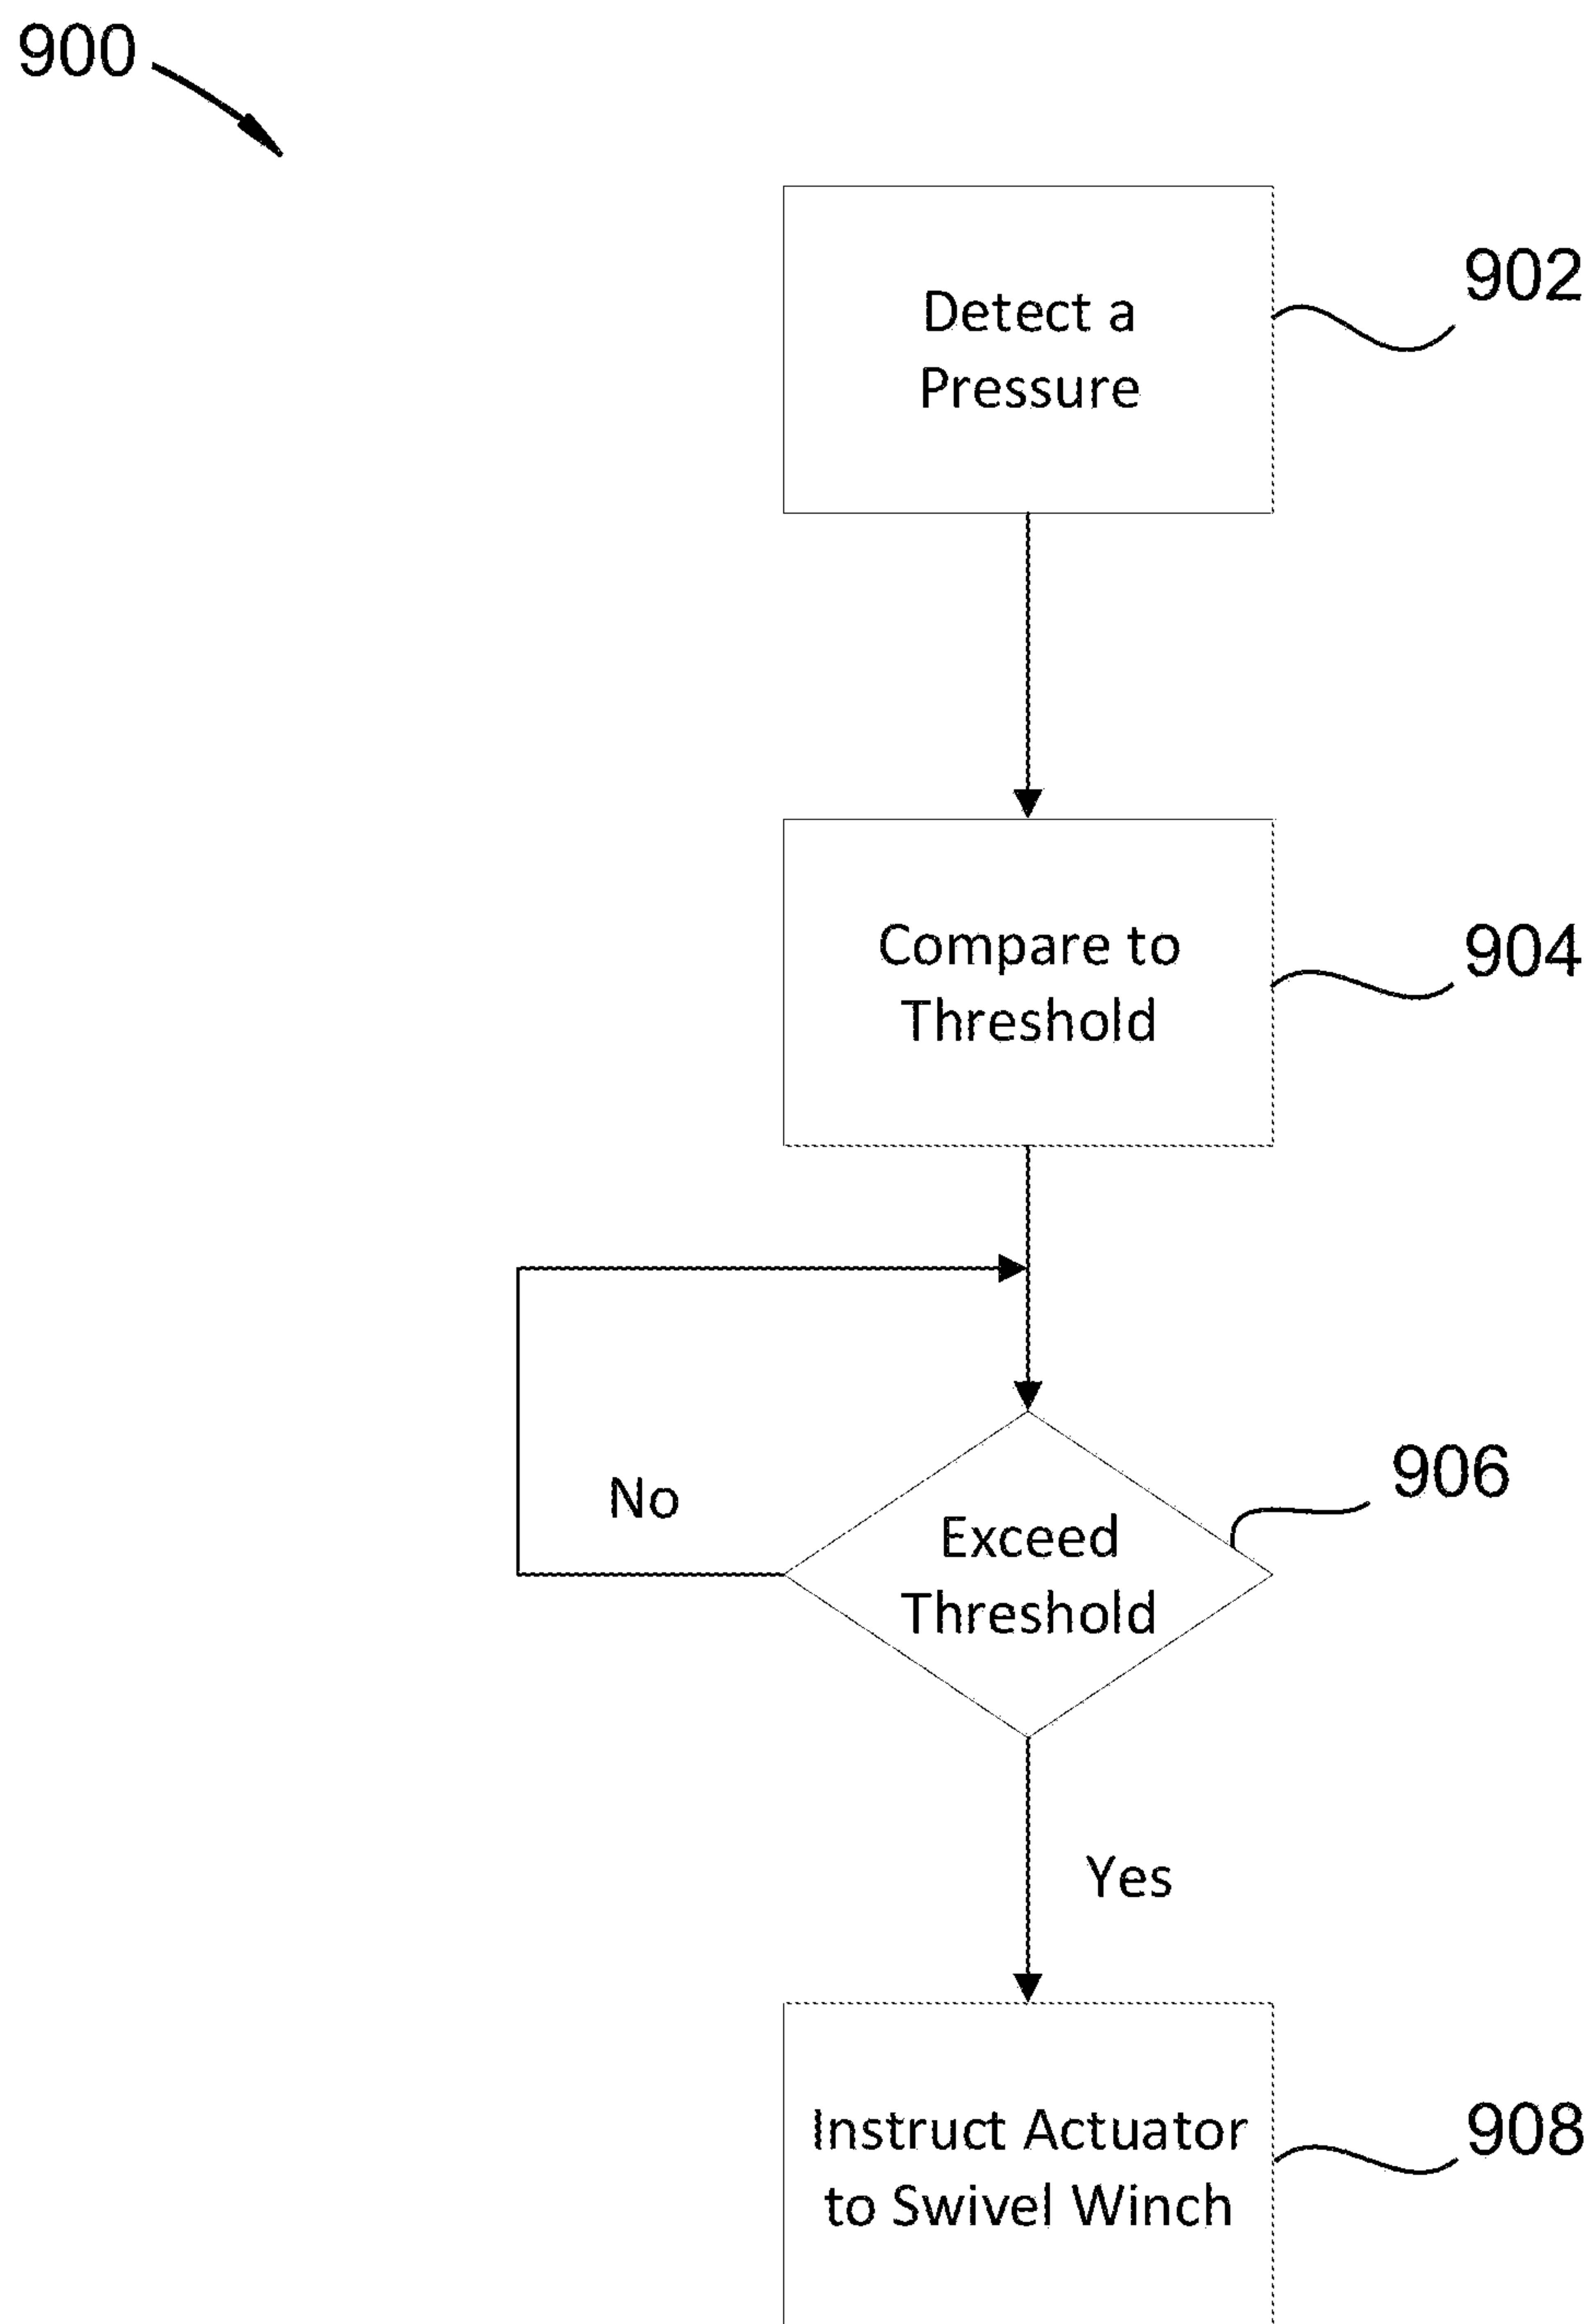 900
Detect a
Pressure
902
Compare to
Threshold
904
No
Exceed
Threshold
906
Yes
Instruct Actuator
to Swivel Winch
908